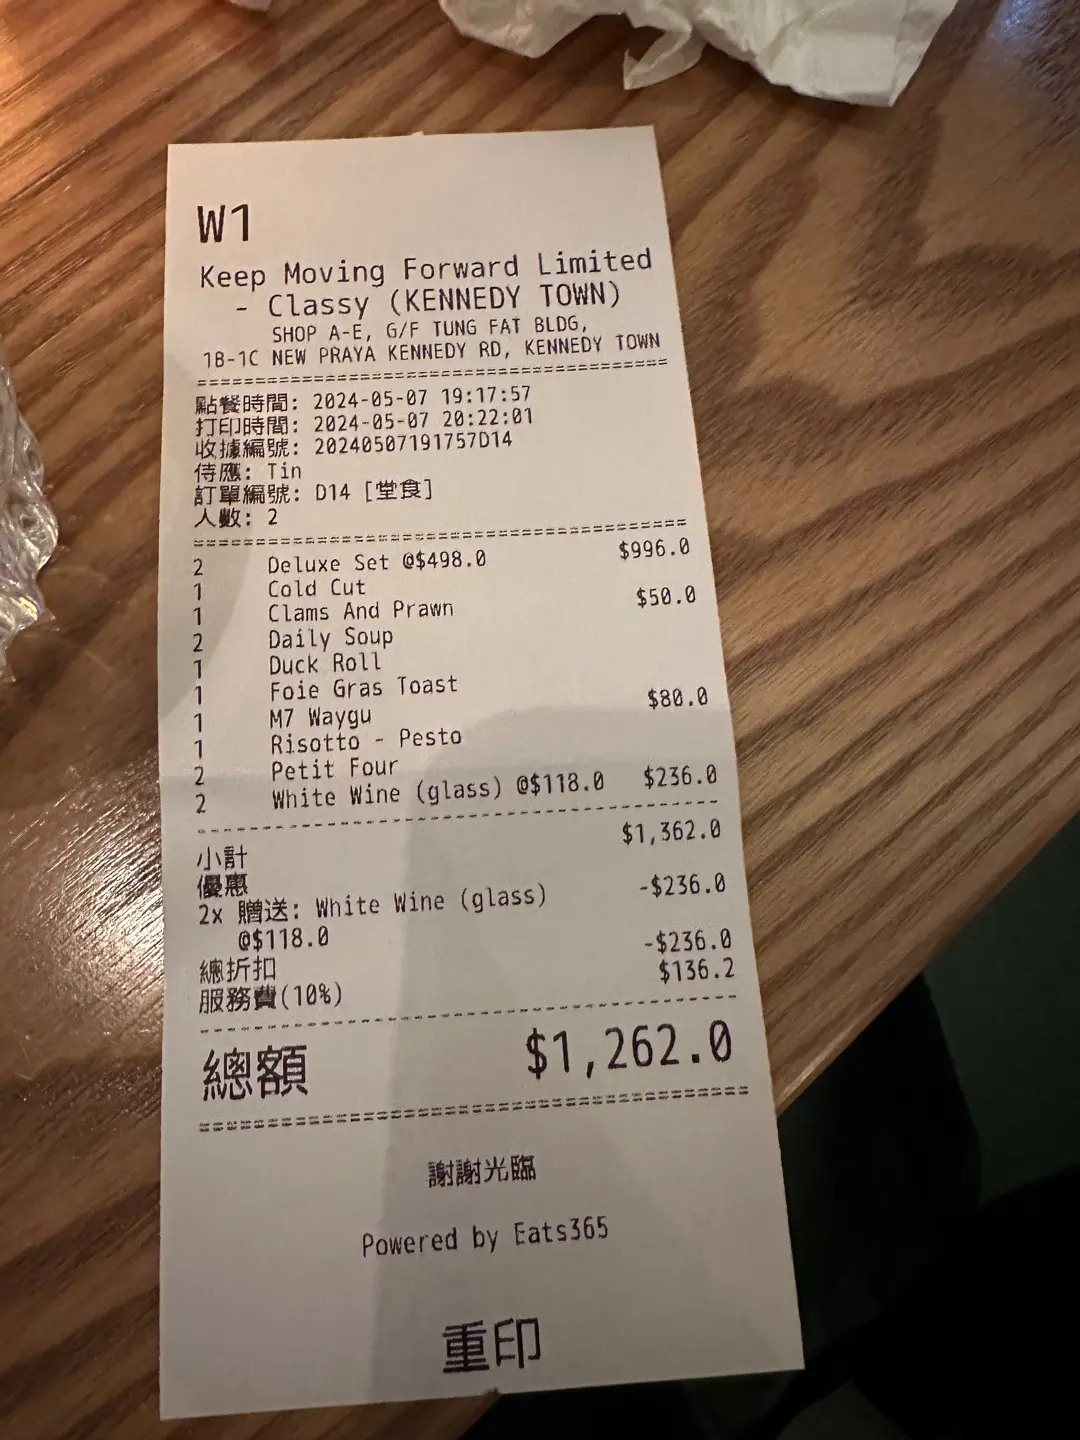 W1
Keep Moving Forward Limited
- Classy (KENNEDY TOWN)
SHOP A-E, G/F TUNG FAT BLDG,
1B-1C NEW PRAYA KENNEDY RD, KENNEDY TOWN
點餐時間: 2024-05-07 19:17:57
打印時間: 2024-05-07 20:22:01
收據編號: 20240507191757D14
侍應: Tin
訂單編號: D14 [堂食]
人數: 2
2 Deluxe Set @$498.0 $996.0
1 Cold Cut
1 Clams And Prawn $50.0
2 Daily Soup
1 Duck Roll
1 Foie Gras Toast
1 M7 Waygu $80.0
1 Risotto - Pesto
2 Petit Four
2 White Wine (glass) @$118.0 $236.0
小計 $1,362.0
優惠
2x 贈送: White Wine (glass) -$236.0
@$118.0
總折扣 -$236.0
服務費(10%) $136.2
總額 $1,262.0
謝謝光臨
Powered by Eats365
重印